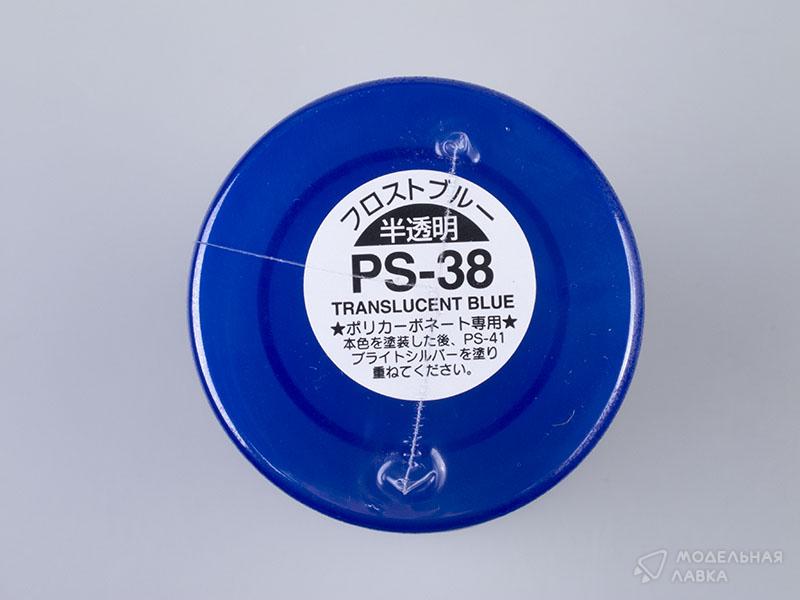 フロストブルー
半透明
PS-38
TRANSLUCENT BLUE
★ポリカーボネート専用★
本色を塗装した後、PS-41
ブライトシルバーを塗り
重ねてください。
МОДЕЛЬНАЯ
ЛАВКА